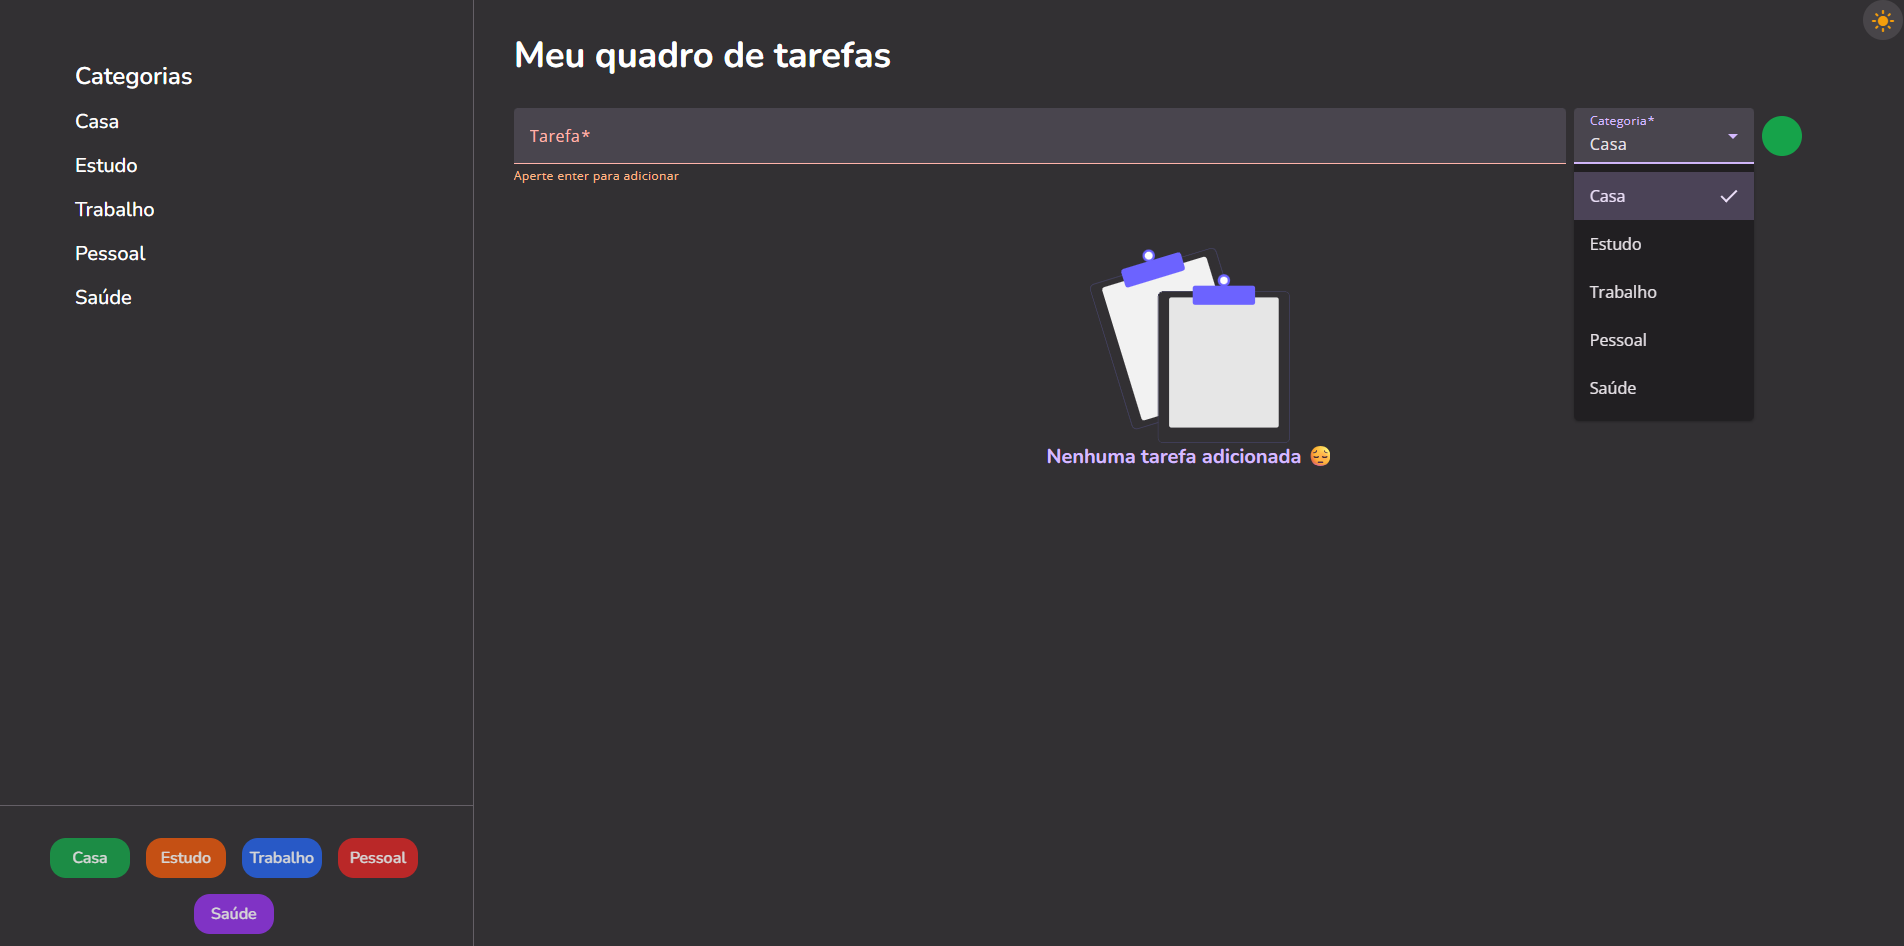 Categorias
Casa
Estudo
Trabalho
Pessoal
Saúde
Casa
Estudo
Trabalho
Pessoal
Saúde
Meu quadro de tarefas
Tarefa*
Aperte enter para adicionar
Categoria*
Casa
Casa
Estudo
Trabalho
Pessoal
Saúde
Nenhuma tarefa adicionada 🥵